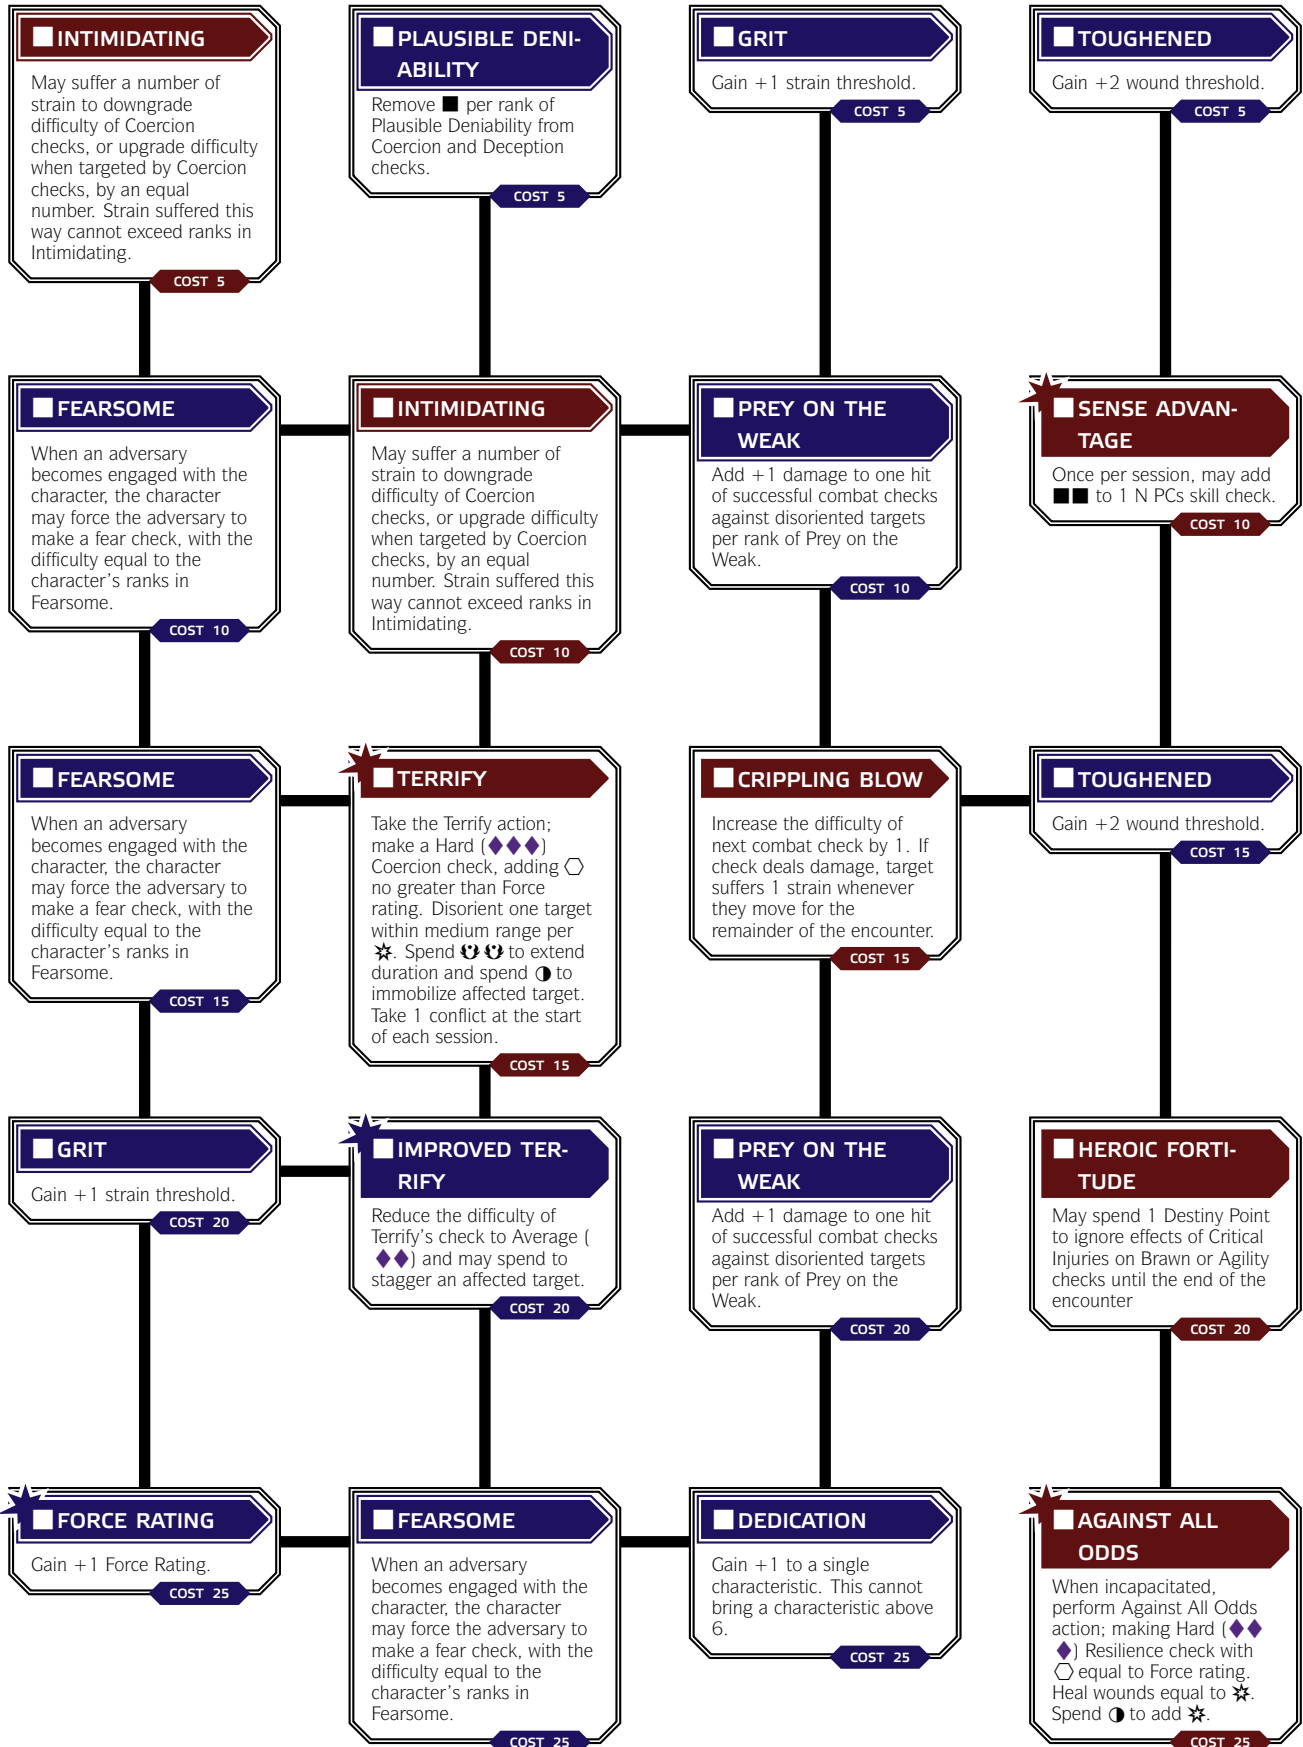 INTIMIDATING
May suffer a number of
strain to downgrade
difficulty of Coercion
checks, or upgrade difficulty
when targeted by Coercion
checks, by an equal
number. Strain suffered this
way cannot exceed ranks in
Intimidating.
COST 5
PLAUSIBLE DENI-
ABILITY
Remove ■ per rank of
Plausible Deniability from
Coercion and Deception
checks.
COST 5
GRIT
Gain +1 strain threshold.
COST 5
TOUGHENED
Gain +2 wound threshold.
COST 5
FEARSOME
When an adversary
becomes engaged with the
character, the character
may force the adversary to
make a fear check, with the
difficulty equal to the
character's ranks in
Fearsome.
COST 10
INTIMIDATING
May suffer a number of
strain to downgrade
difficulty of Coercion
checks, or upgrade difficulty
when targeted by Coercion
checks, by an equal
number. Strain suffered this
way cannot exceed ranks in
Intimidating.
COST 10
PREY ON THE
WEAK
Add +1 damage to one hit
of successful combat checks
against disoriented targets
per rank of Prey on the
Weak.
COST 10
SENSE ADVAN-
TAGE
Once per session, may add
■■ to 1 N PCs skill check.
COST 10
FEARSOME
When an adversary
becomes engaged with the
character, the character
may force the adversary to
make a fear check, with the
difficulty equal to the
character's ranks in
Fearsome.
COST 15
TERRIFY
Take the Terrify action;
make a Hard (◆◆◆)
Coercion check, adding ⬡
no greater than Force
rating. Disorient one target
within medium range per
. Spend to extend
duration and spend ◑ to
immobilize affected target.
Take 1 conflict at the start
of each session.
COST 15
CRIPPLING BLOW
Increase the difficulty of
next combat check by 1. If
check deals damage, target
suffers 1 strain whenever
they move for the
remainder of the encounter.
COST 15
TOUGHENED
Gain +2 wound threshold.
COST 15
GRIT
Gain +1 strain threshold.
COST 20
IMPROVED TER-
RIFY
Reduce the difficulty of
Terrify's check to Average (
◆◆) and may spend to
stagger an affected target.
COST 20
PREY ON THE
WEAK
Add +1 damage to one hit
of successful combat checks
against disoriented targets
per rank of Prey on the
Weak.
COST 20
HEROIC FORTI-
TUDE
May spend 1 Destiny Point
to ignore effects of Critical
Injuries on Brawn or Agility
checks until the end of the
encounter
COST 20
FORCE RATING
Gain +1 Force Rating.
COST 25
FEARSOME
When an adversary
becomes engaged with the
character, the character
may force the adversary to
make a fear check, with the
difficulty equal to the
character's ranks in
Fearsome.
COST 25
DEDICATION
Gain +1 to a single
characteristic. This cannot
bring a characteristic above
6.
COST 25
AGAINST ALL
ODDS
When incapacitated,
perform Against All Odds
action; making Hard (◆◆
◆) Resilience check with
⬡ equal to Force rating.
Heal wounds equal to .
Spend ◑ to add .
COST 25